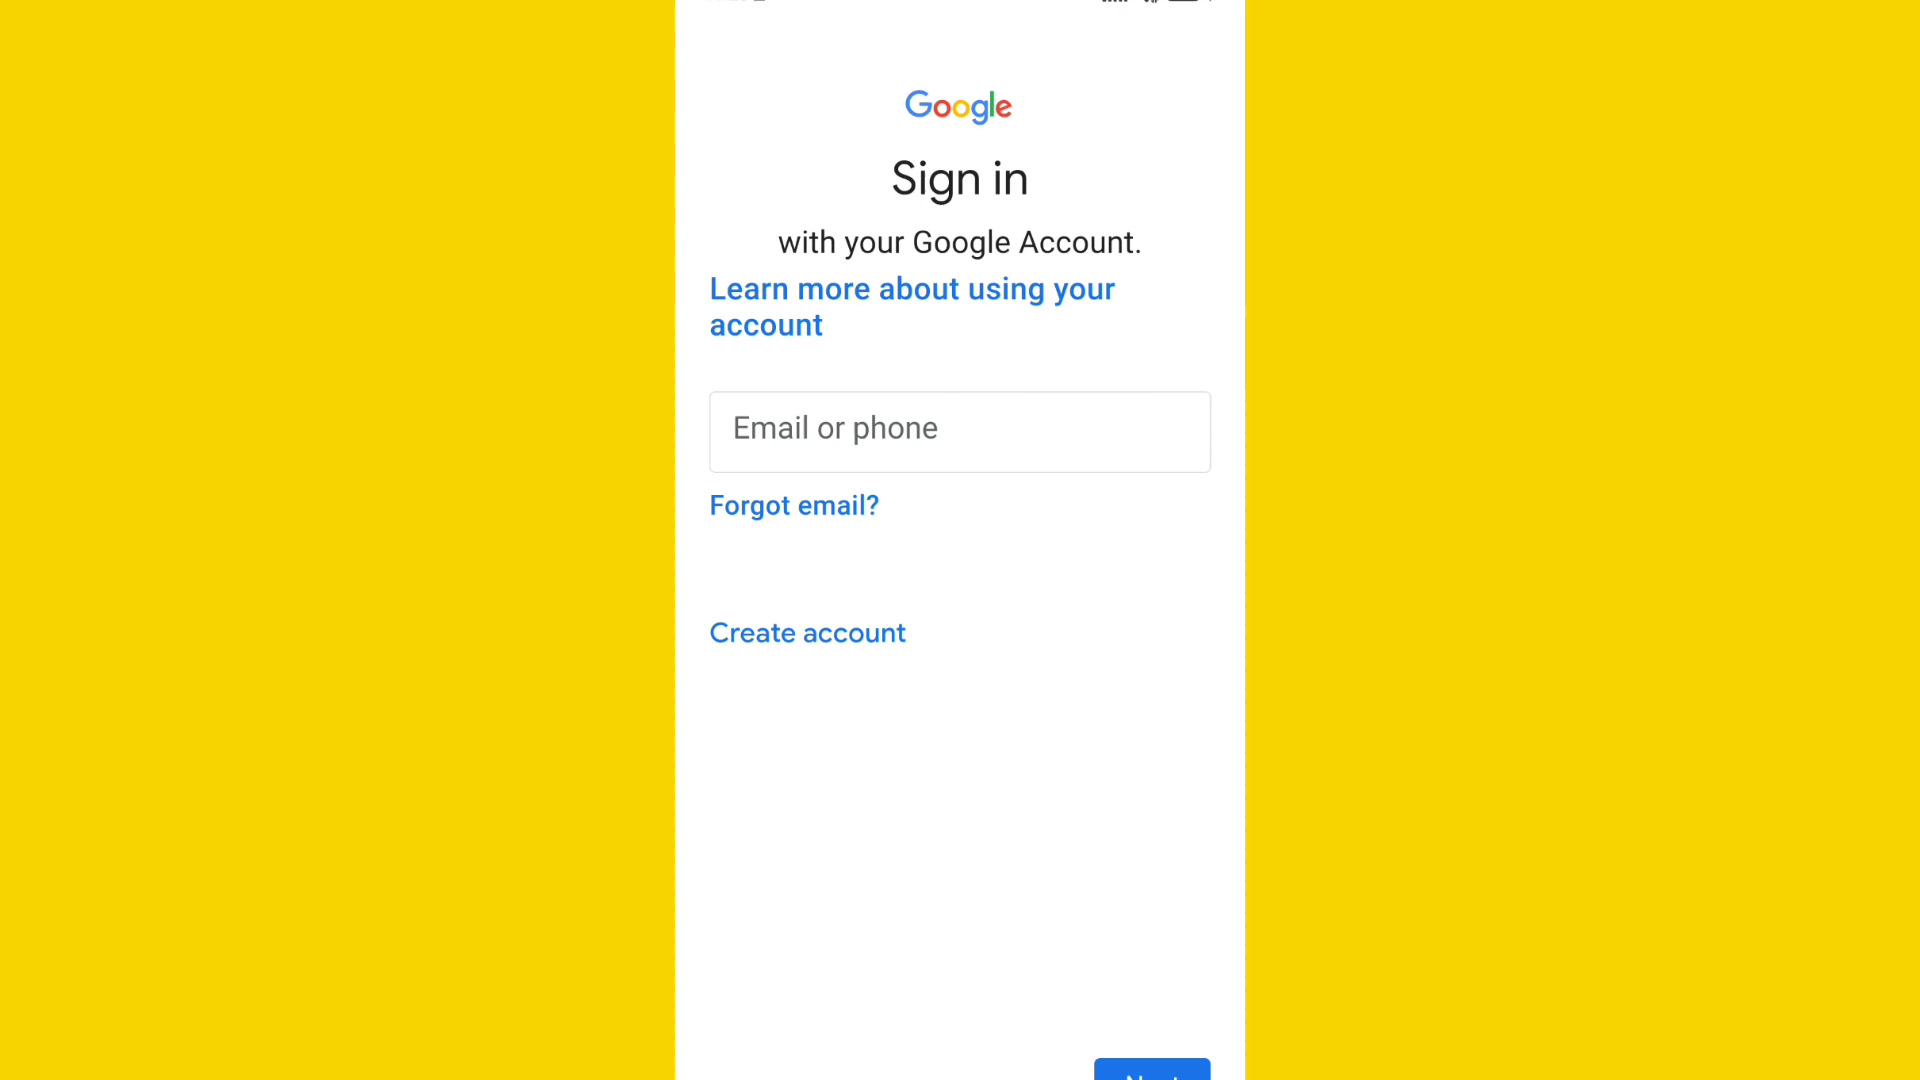 Google
Sign in
with your Google Account.
Learn more about using your
account
Email or phone
Forgot email?
Create account